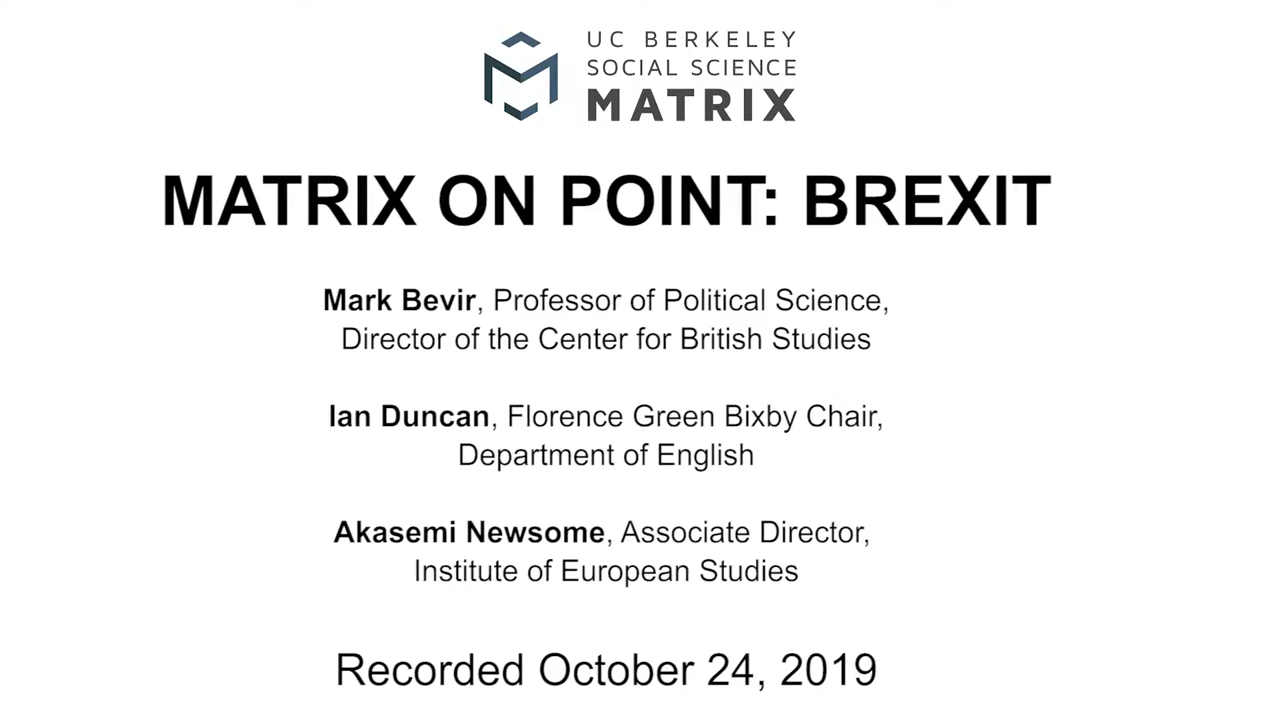 UC BERKELEY
SOCIAL SCIENCE
MATRIX
MATRIX ON POINT: BREXIT
Mark Bevir, Professor of Political Science,
Director of the Center for British Studies
Ian Duncan, Florence Green Bixby Chair,
Department of English
Akasemi Newsome, Associate Director,
Institute of European Studies
Recorded October 24, 2019